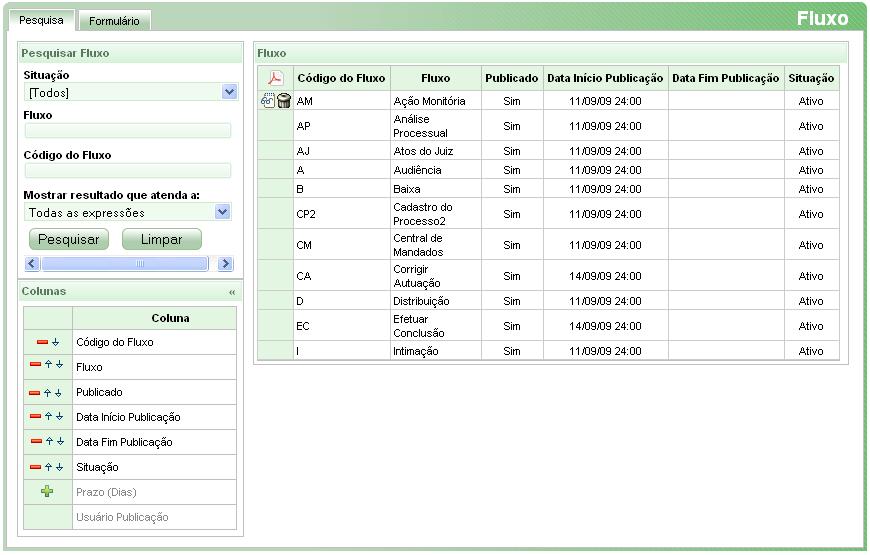 Pesquisa
Formulário
Fluxo
Pesquisar Fluxo
Situação
[Todos]
Fluxo
Código do Fluxo
Mostrar resultado que atenda a:
Todas as expressões
Pesquisar Limpar
Colunas «
Coluna
Código do Fluxo
Fluxo
Publicado
Data Início Publicação
Data Fim Publicação
Situação
Prazo (Dias)
Usuário Publicação
Fluxo
Código do Fluxo Fluxo Publicado Data Início Publicação Data Fim Publicação Situação
AM Ação Monitória Sim 11/09/09 24:00 Ativo
AP Análise Processual Sim 11/09/09 24:00 Ativo
AJ Atos do Juiz Sim 11/09/09 24:00 Ativo
A Audiência Sim 11/09/09 24:00 Ativo
B Baixa Sim 11/09/09 24:00 Ativo
CP2 Cadastro do Processo2 Sim 11/09/09 24:00 Ativo
CM Central de Mandados Sim 11/09/09 24:00 Ativo
CA Corrigir Autuação Sim 14/09/09 24:00 Ativo
D Distribuição Sim 11/09/09 24:00 Ativo
EC Efetuar Conclusão Sim 14/09/09 24:00 Ativo
I Intimação Sim 11/09/09 24:00 Ativo